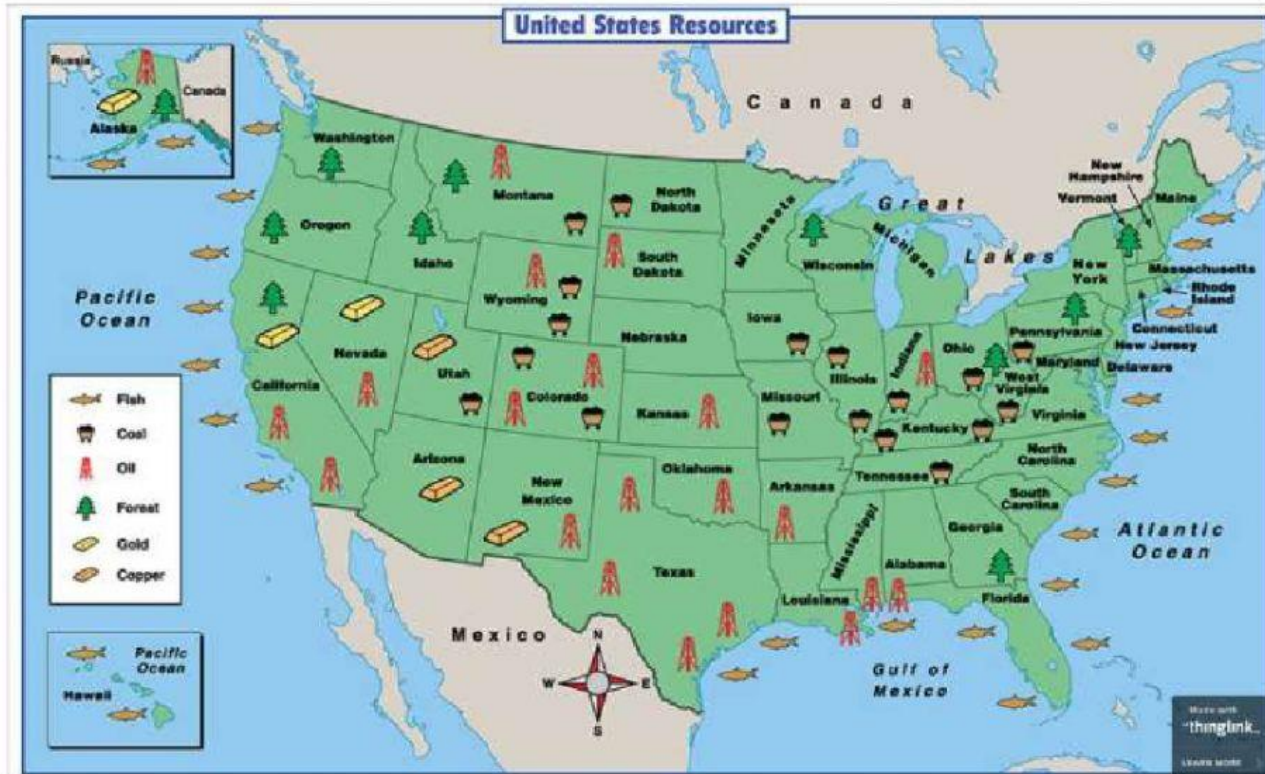 United States Resources
Russia
Canada
Alaska
Canada
Washington
Montana
North
Dakota
Minnesota
Oregon
Idaho
Wyoming
South
Dakota
Wisconsin
Michigan
Great
Lakes
New
Hampshire
Vermont
Maine
New
York
Massachusetts
Rhode
Island
Connecticut
New Jersey
Pacific
Ocean
Nevada
Utah
Colorado
Nebraska
Iowa
Illinois
Indiana
Ohio
Pennsylvania
Maryland
Delaware
West
Virginia
Virginia
California
Kansas
Missouri
Kentucky
Arizona
New
Mexico
Oklahoma
Arkansas
Tennessee
North
Carolina
South
Carolina
Texas
Louisiana
Mississippi
Alabama
Georgia
Florida
Atlantic
Ocean
Fish
Coal
Oil
Forest
Gold
Copper
Mexico
N
W
E
S
Gulf of
Mexico
Pacific
Ocean
Hawaii
Made with
thinglink..
LEARN MORE